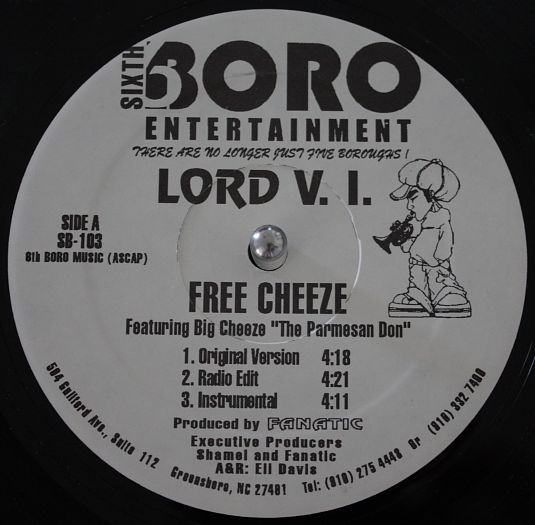 SIXTH 6 BORO
ENTERTAINMENT
THERE ARE NO LONGER JUST FIVE BOROUGHS !
LORD V. I.
SIDE A
SB-103
6th BORO MUSIC (ASCAP)
FREE CHEEZE
Featuring Big Cheeze "The Parmesan Don"
1. Original Version 4:18
2. Radio Edit 4:21
3. Instrumental 4:11
Produced by FANATIC
Executive Producers
Shamel and Fanatic
A&R: Eli Davis
504 Guilford Ave., Suite 112 Greensboro, NC 27401 Tel: (910) 275 4448 Or (910) 332 7400